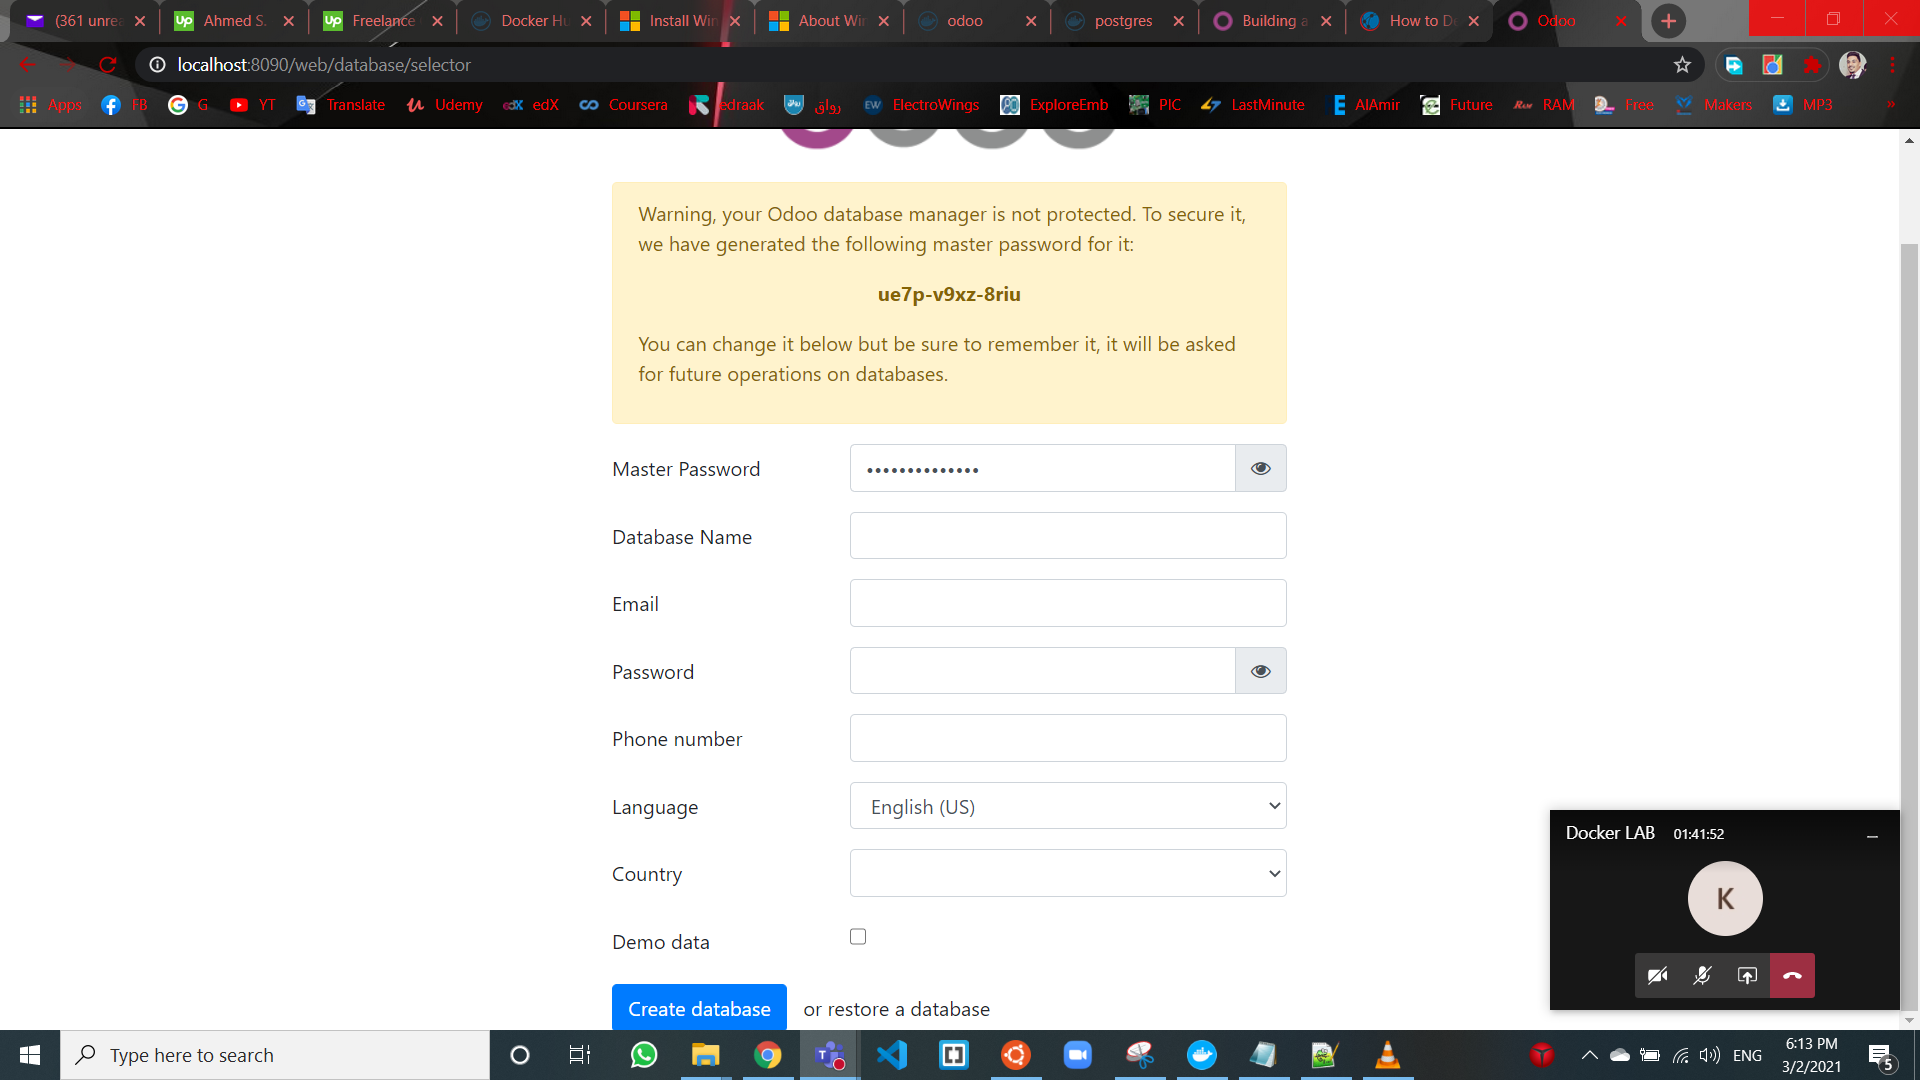 (361 unrea
Ahmed S.
Freelance
Docker Hu
Install Win
About Win
odoo
postgres
Building a
How to De
Odoo
localhost:8090/web/database/selector
Apps
FB
G
YT
Translate
Udemy
edX
Coursera
edraak
رواق
ElectroWings
ExploreEmb
PIC
LastMinute
AlAmir
Future
RAM
Free
Makers
MP3
»
Warning, your Odoo database manager is not protected. To secure it,
we have generated the following master password for it:
ue7p-v9xz-8riu
You can change it below but be sure to remember it, it will be asked
for future operations on databases.
Master Password
Database Name
Email
Password
Phone number
Language English (US)
Country
Demo data
Create database or restore a database
Docker LAB 01:41:52
K
Type here to search
ENG
6:13 PM
3/2/2021
5